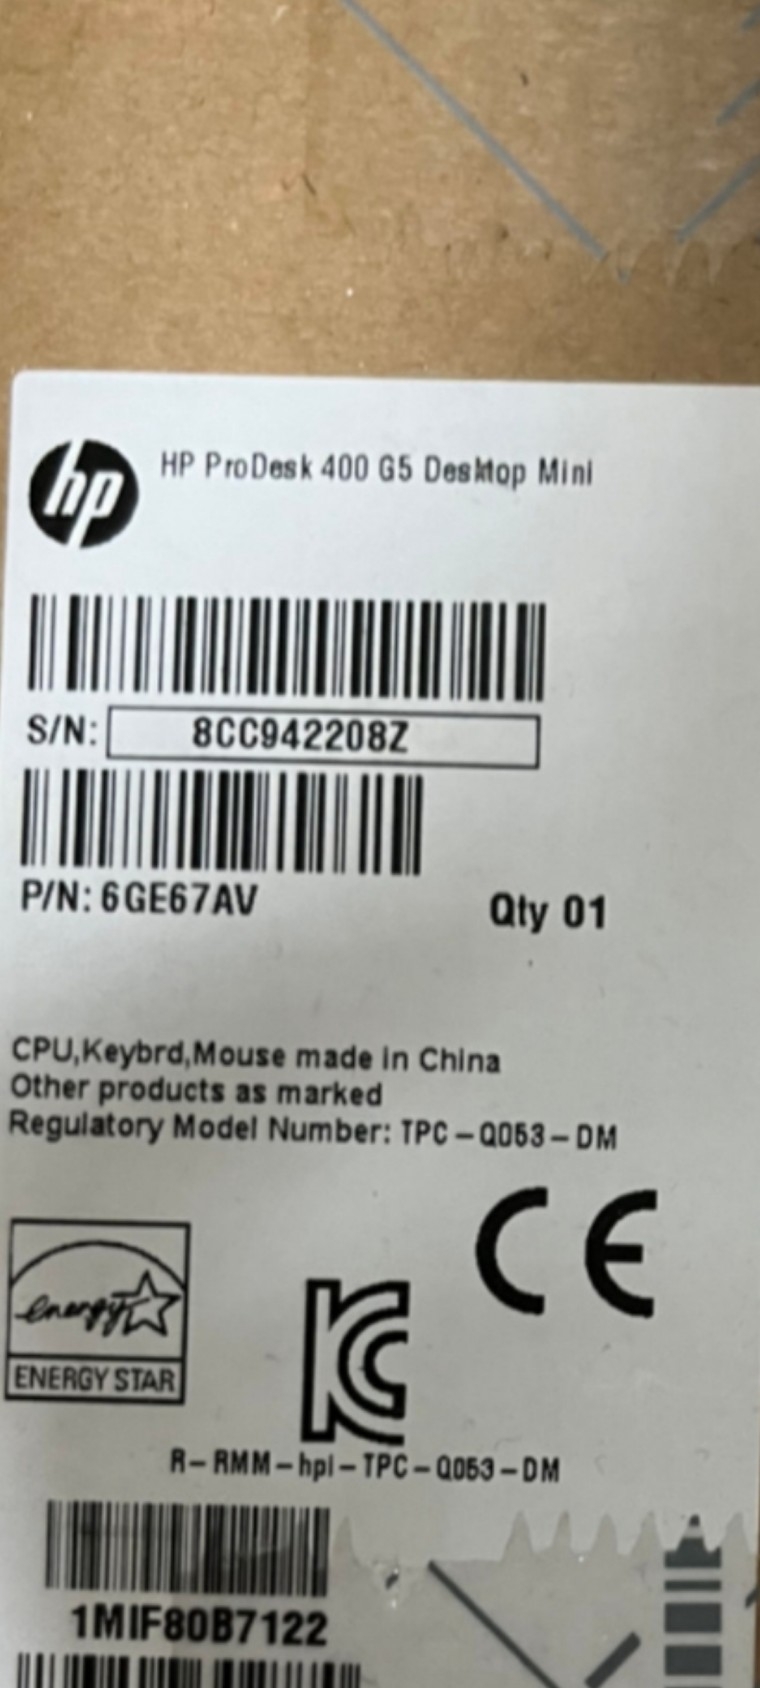 hp
HP ProDesk 400 G5 Desktop Mini
S/N: 8CC942208Z
P/N: 6GE67AV
Qty 01
CPU,Keybrd,Mouse made in China
Other products as marked
Regulatory Model Number: TPC-Q053-DM
CE
energy
ENERGY STAR
KC
R-RMM-hpi-TPC-Q053-DM
1MIF80B7122